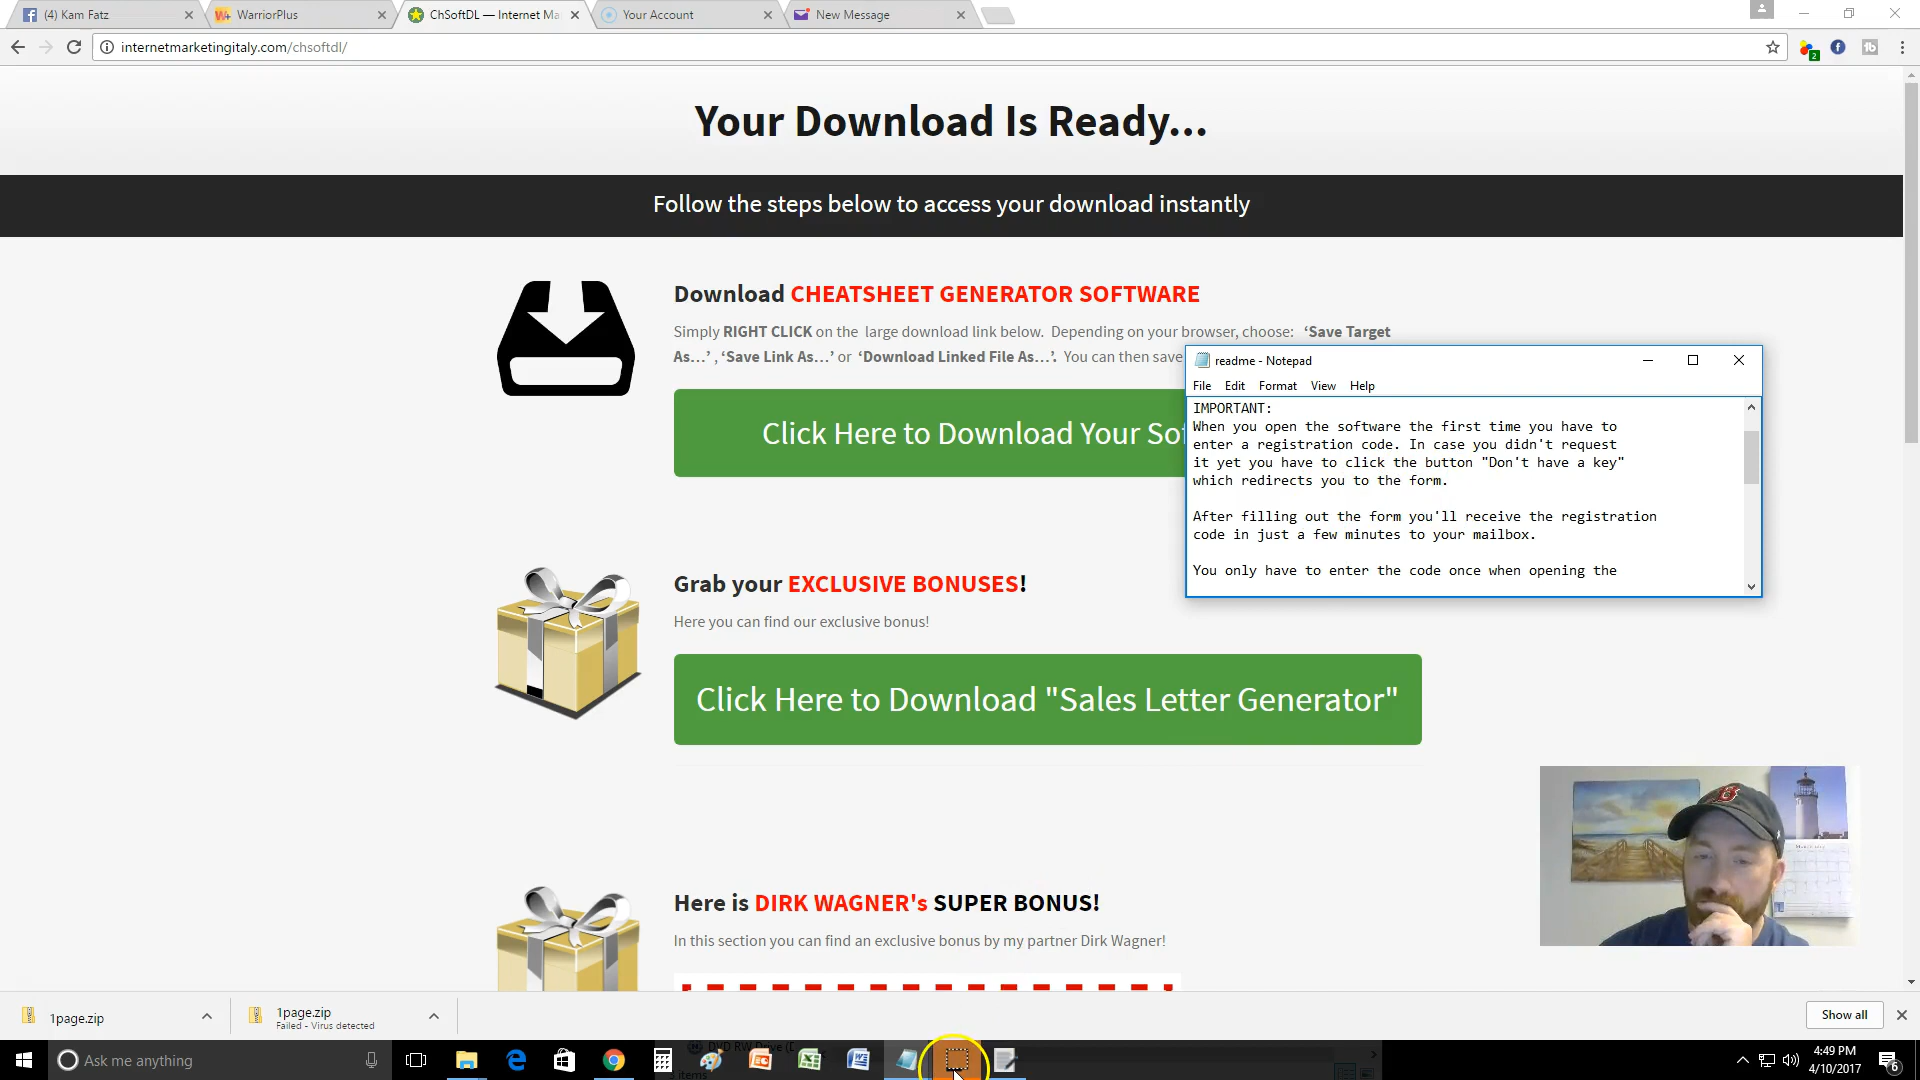 (4) Kam Fatz
WarriorPlus
ChSoftDL — Internet Ma
Your Account
New Message
internetmarketingitaly.com/chsoftdl/
2
Your Download Is Ready...
Follow the steps below to access your download instantly
Download CHEATSHEET GENERATOR SOFTWARE
Simply RIGHT CLICK on the large download link below. Depending on your browser, choose: ‘Save Target
As…’ , ‘Save Link As…’ or ‘Download Linked File As…’. You can then save
Click Here to Download Your So
readme - Notepad
File Edit Format View Help
IMPORTANT:
When you open the software the first time you have to
enter a registration code. In case you didn't request
it yet you have to click the button "Don't have a key"
which redirects you to the form.
After filling out the form you'll receive the registration
code in just a few minutes to your mailbox.
You only have to enter the code once when opening the
Grab your EXCLUSIVE BONUSES!
Here you can find our exclusive bonus!
Click Here to Download "Sales Letter Generator"
Here is DIRK WAGNER's SUPER BONUS!
In this section you can find an exclusive bonus by my partner Dirk Wagner!
1page.zip
1page.zip
Failed - Virus detected
Show all
Ask me anything
4:49 PM
4/10/2017
6